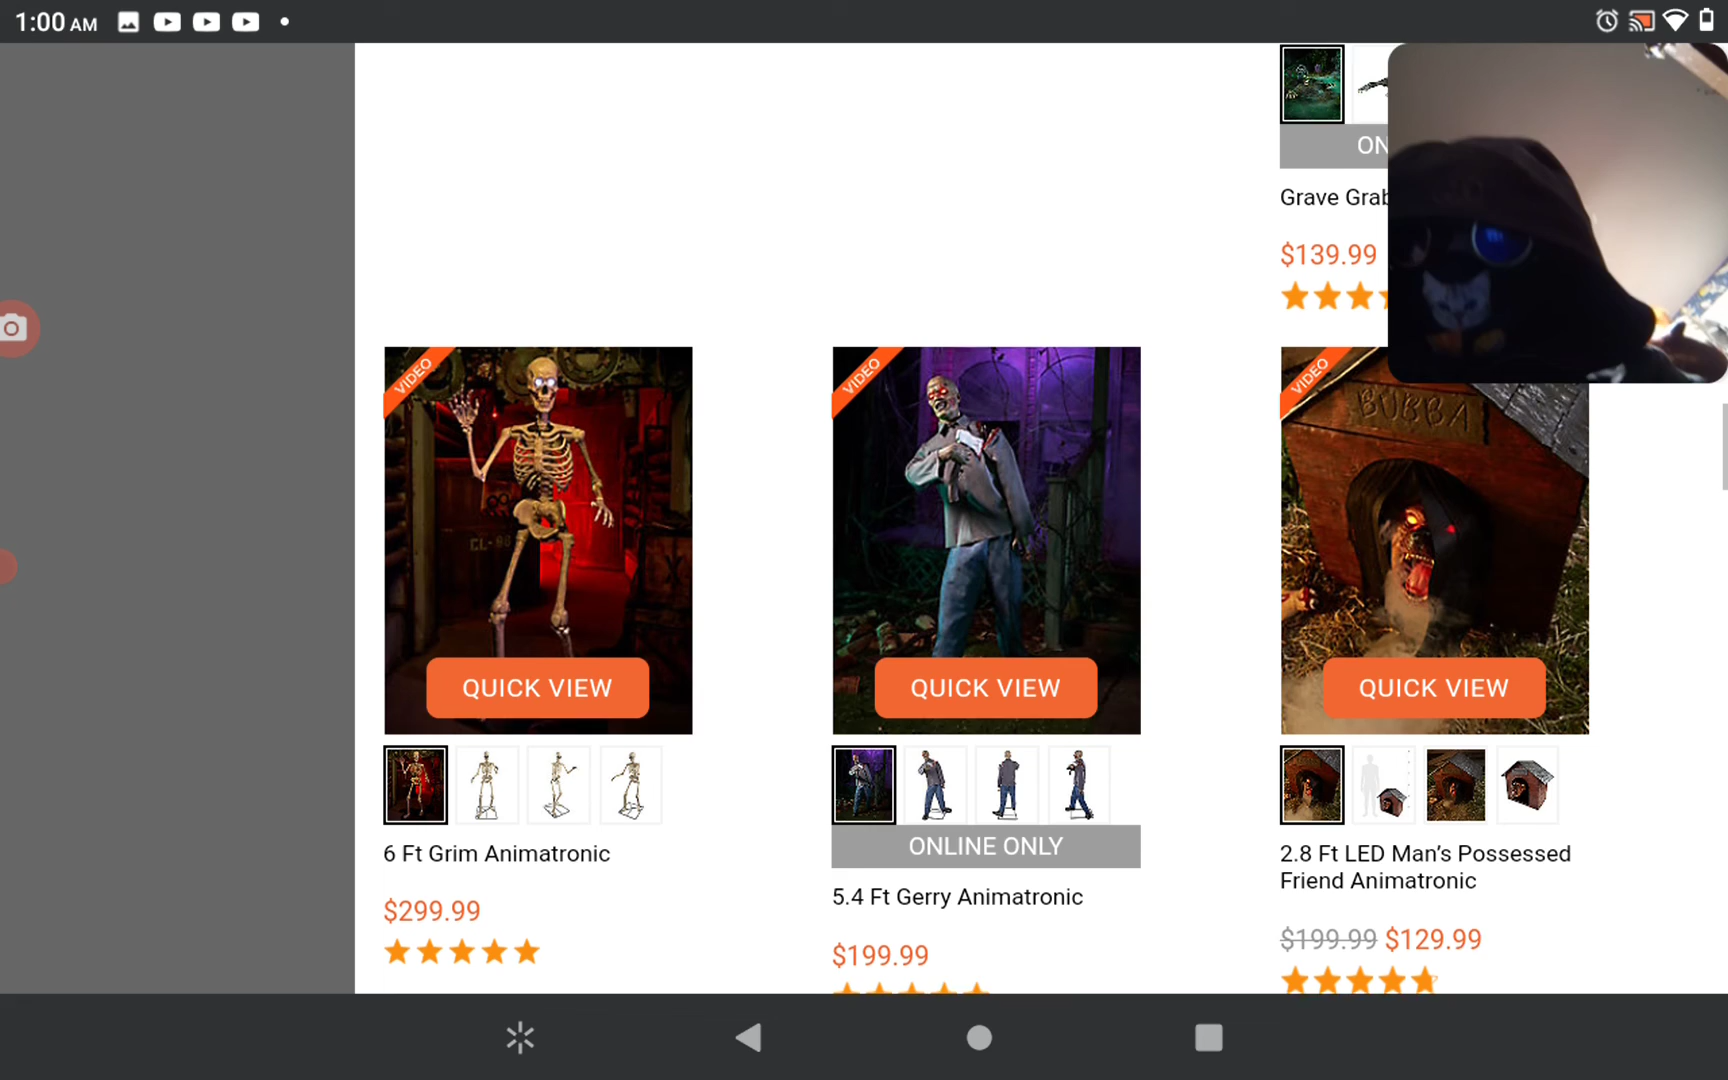 1:00 AM
ON
Grave Grab
$139.99
VIDEO
QUICK VIEW
6 Ft Grim Animatronic
$299.99
VIDEO
QUICK VIEW
ONLINE ONLY
5.4 Ft Gerry Animatronic
$199.99
VIDEO
BUBBA
QUICK VIEW
2.8 Ft LED Man’s Possessed
Friend Animatronic
$199.99 $129.99